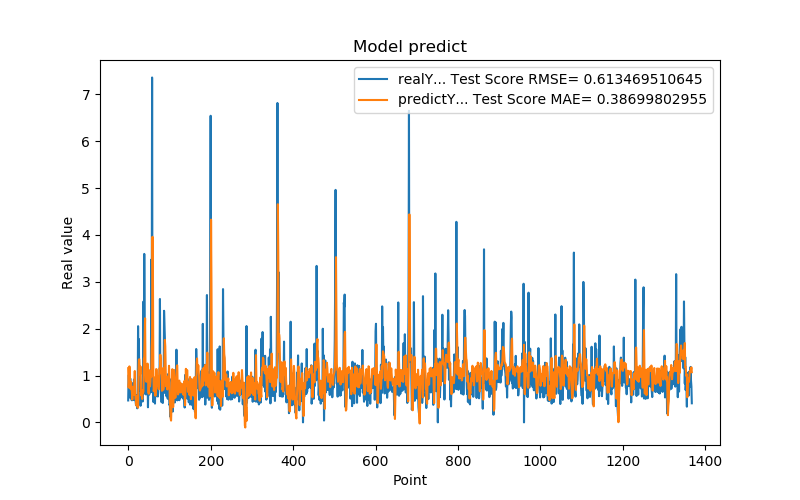 Model predict
realY... Test Score RMSE= 0.613469510645
predictY... Test Score MAE= 0.38699802955
Real value
7
6
5
4
3
2
1
0
0 200 400 600 800 1000 1200 1400
Point